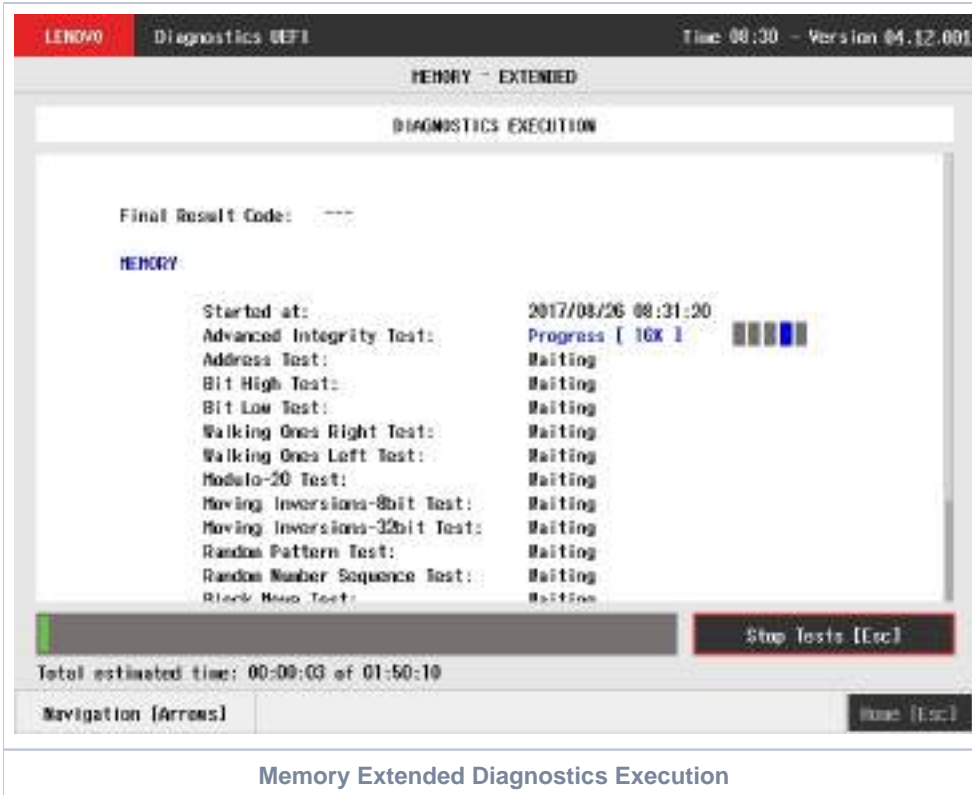 LENOVO Diagnostics UEFI Time 08:30 - Version 04.12.001
MEMORY - EXTENDED
DIAGNOSTICS EXECUTION
Final Result Code: ---
MEMORY
Started at: 2017/08/26 08:31:20
Advanced Integrity Test: Progress [ 16% ]
Address Test: Waiting
Bit High Test: Waiting
Bit Low Test: Waiting
Walking Ones Right Test: Waiting
Walking Ones Left Test: Waiting
Modulo-20 Test: Waiting
Moving Inversions-8bit Test: Waiting
Moving Inversions-32bit Test: Waiting
Random Pattern Test: Waiting
Random Number Sequence Test: Waiting
Block Move Test: Waiting
Stop Tests [Esc]
Total estimated time: 00:00:03 of 01:50:10
Navigation [Arrows] Home [Esc]
Memory Extended Diagnostics Execution